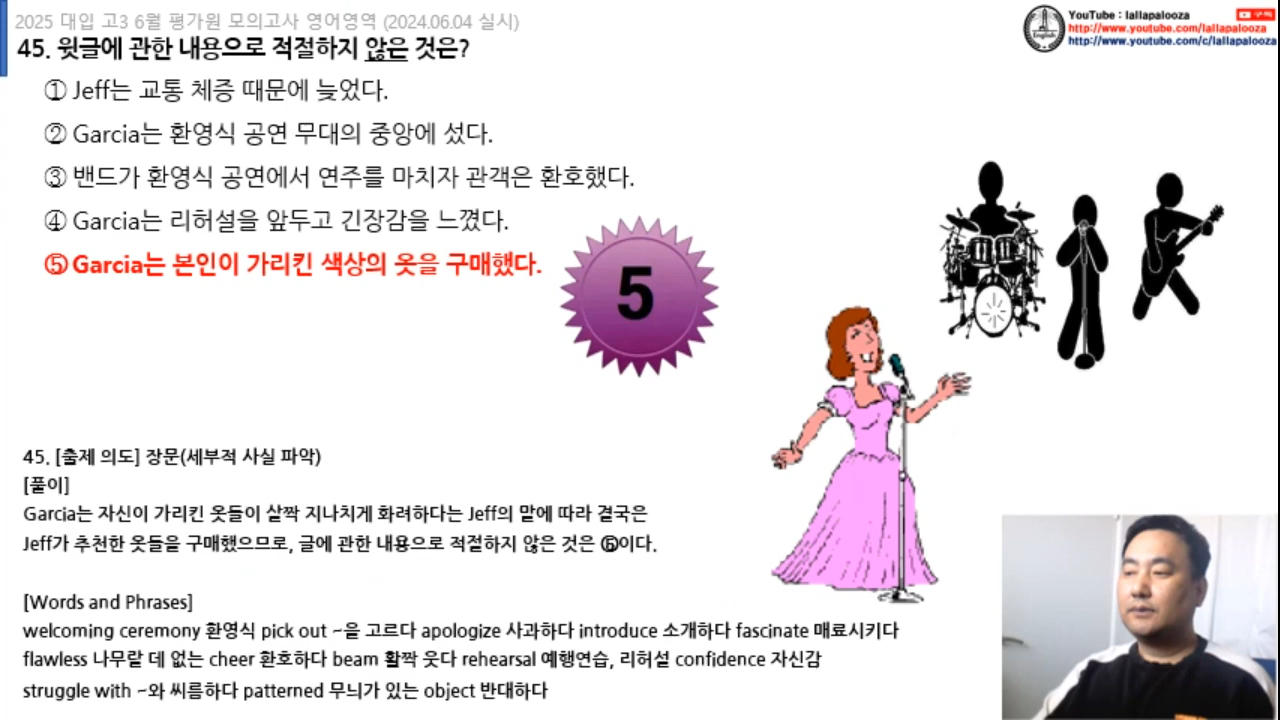 2025 대입 고3 6월 평가원 모의고사 영어영역 (2024.06.04 실시)
YouTube : lallapalooza
구독
http://www.youtube.com/lallapalooza
http://www.youtube.com/c/lallapalooza
45. 윗글에 관한 내용으로 적절하지 않은 것은?
① Jeff는 교통 체증 때문에 늦었다.
② Garcia는 환영식 공연 무대의 중앙에 섰다.
③ 밴드가 환영식 공연에서 연주를 마치자 관객은 환호했다.
④ Garcia는 리허설을 앞두고 긴장감을 느꼈다.
⑤ Garcia는 본인이 가리킨 색상의 옷을 구매했다.
5
45. [출제 의도] 장문(세부적 사실 파악)
[풀이]
Garcia는 자신이 가리킨 옷들이 살짝 지나치게 화려하다는 Jeff의 말에 따라 결국은
Jeff가 추천한 옷들을 구매했으므로, 글에 관한 내용으로 적절하지 않은 것은 ⑤이다.
[Words and Phrases]
welcoming ceremony 환영식 pick out ~을 고르다 apologize 사과하다 introduce 소개하다 fascinate 매료시키다
flawless 나무랄 데 없는 cheer 환호하다 beam 활짝 웃다 rehearsal 예행연습, 리허설 confidence 자신감
struggle with ~와 씨름하다 patterned 무늬가 있는 object 반대하다